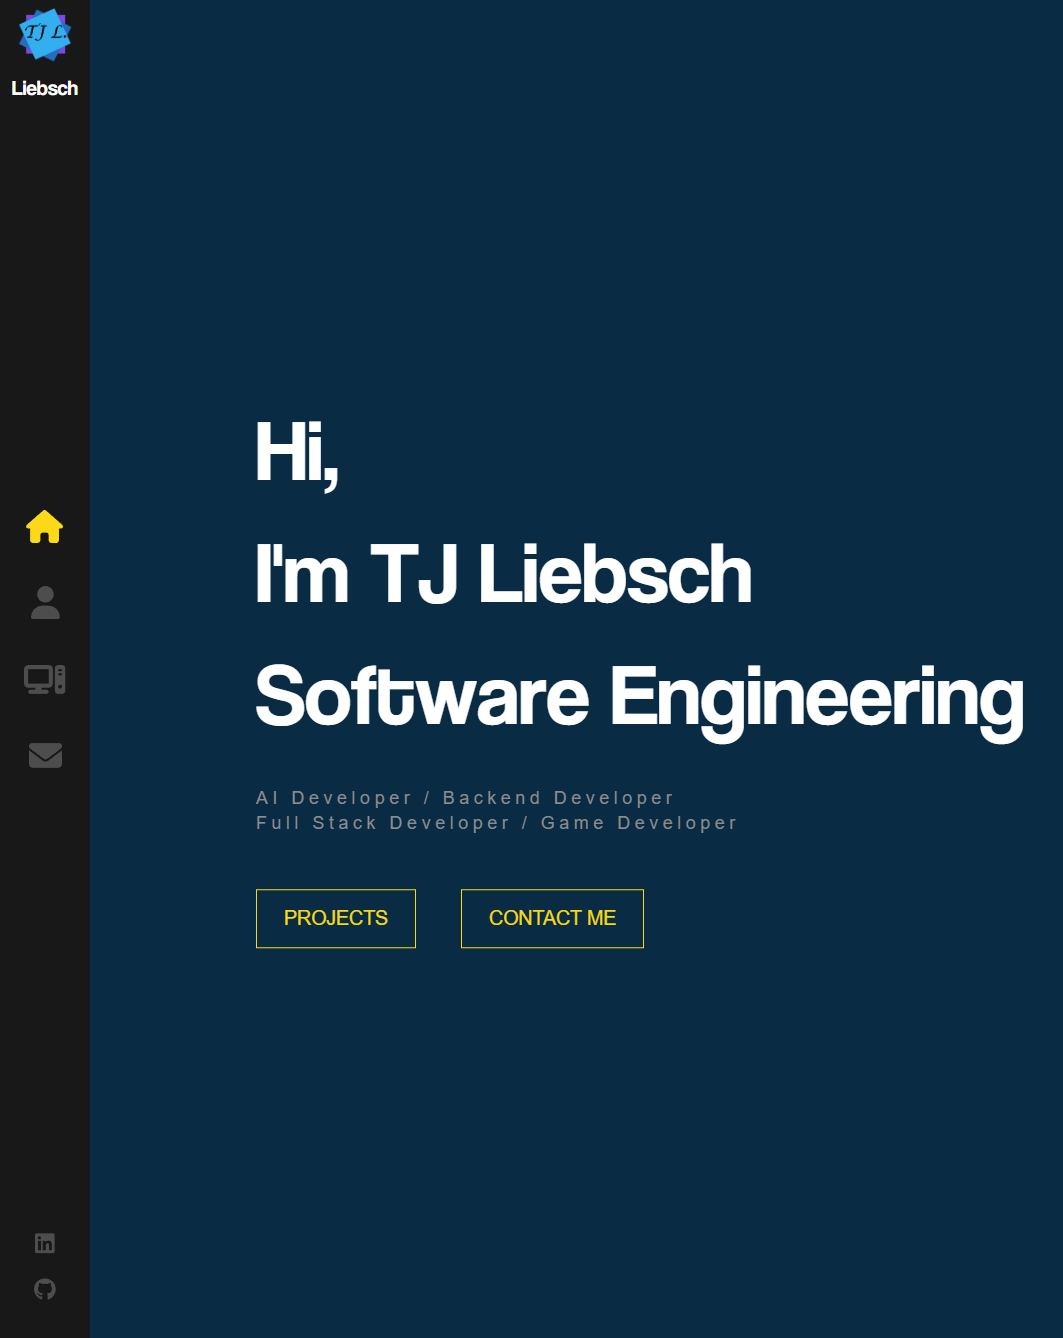 TJ L.
Liebsch
Hi,
I'm TJ Liebsch
Software Engineering
AI Developer / Backend Developer
Full Stack Developer / Game Developer
PROJECTS
CONTACT ME
in